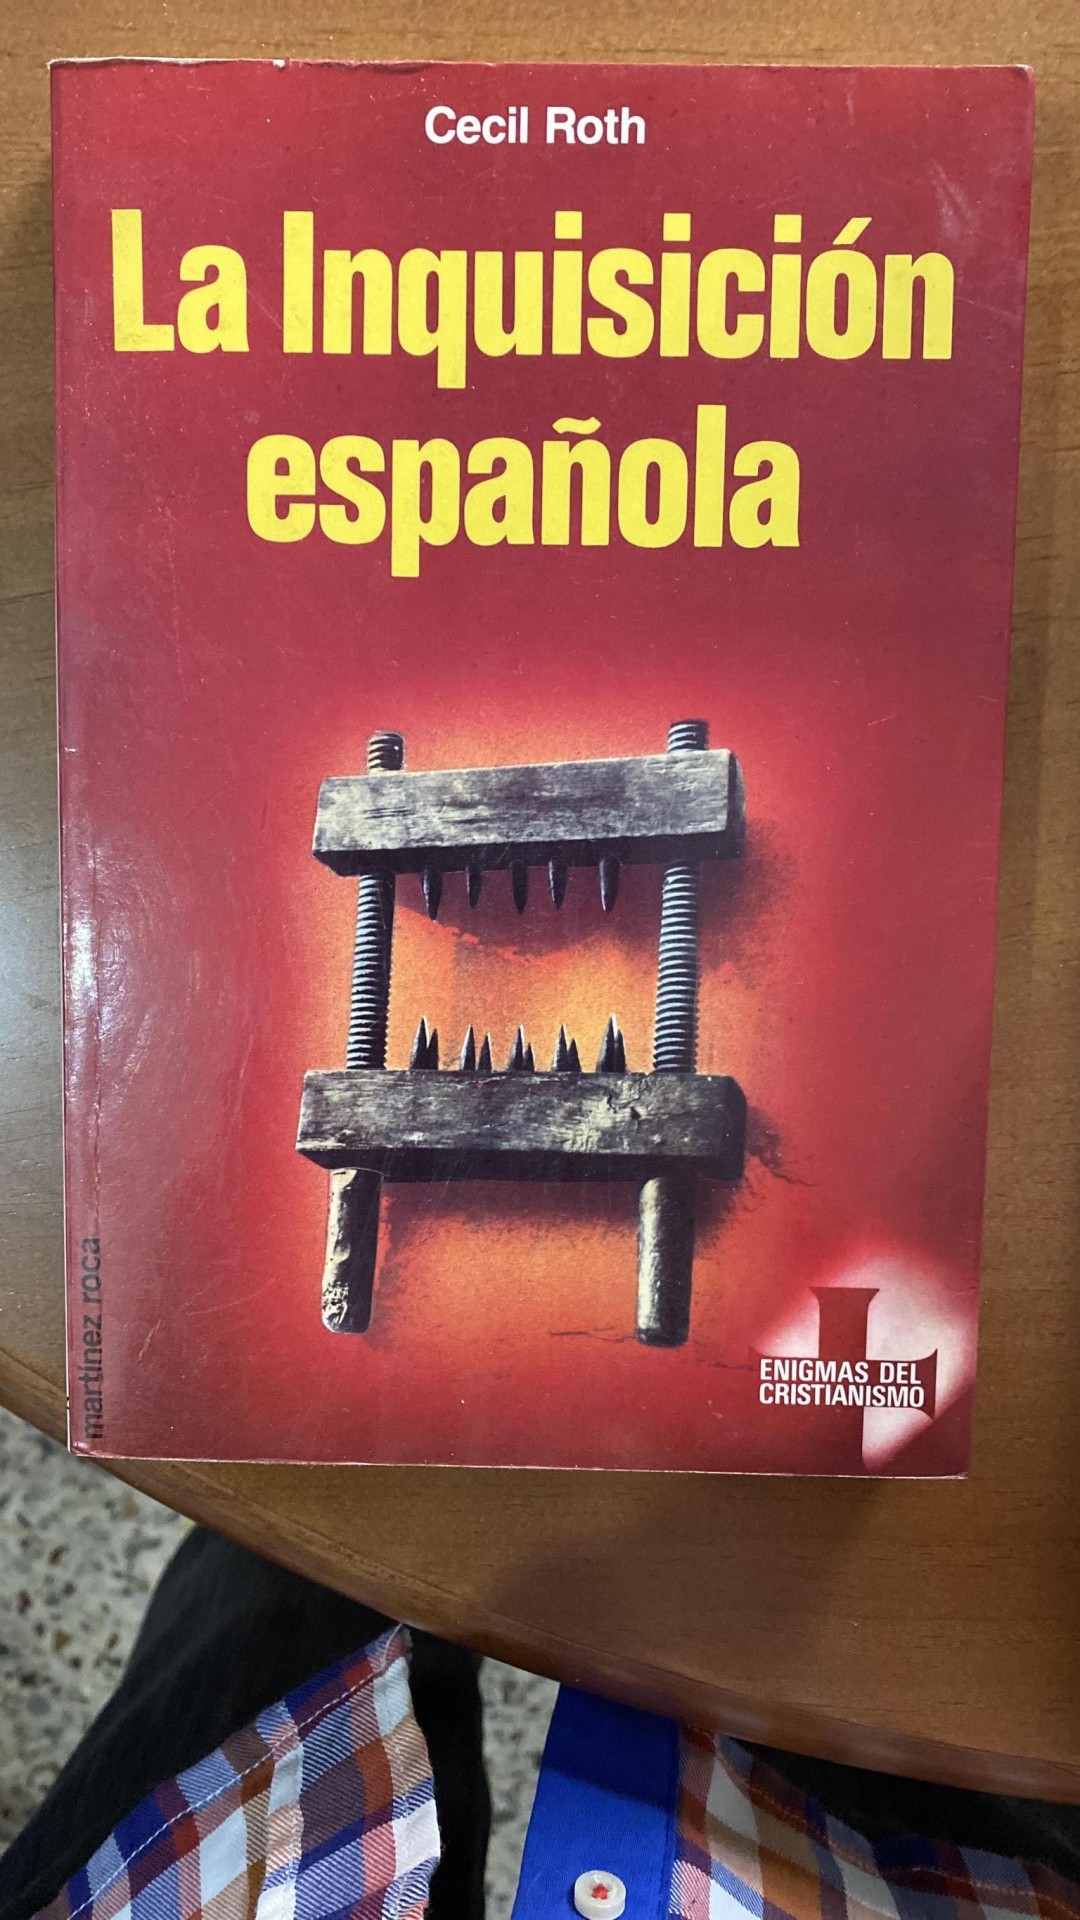 Cecil Roth
La Inquisición
española
martínez roca
ENIGMAS DEL
CRISTIANISMO